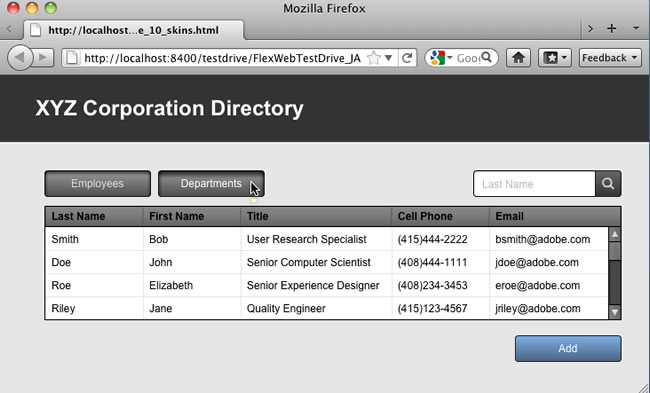 Mozilla Firefox
http://localhost...e_10_skins.html
http://localhost:8400/testdrive/FlexWebTestDrive_JA
Goog
Feedback
XYZ Corporation Directory
Employees Departments Last Name
Last Name First Name Title Cell Phone Email
Smith Bob User Research Specialist (415)444-2222 bsmith@adobe.com
Doe John Senior Computer Scientist (408)444-1111 jdoe@adobe.com
Roe Elizabeth Senior Experience Designer (408)234-3453 eroe@adobe.com
Riley Jane Quality Engineer (415)123-4567 jriley@adobe.com
Add